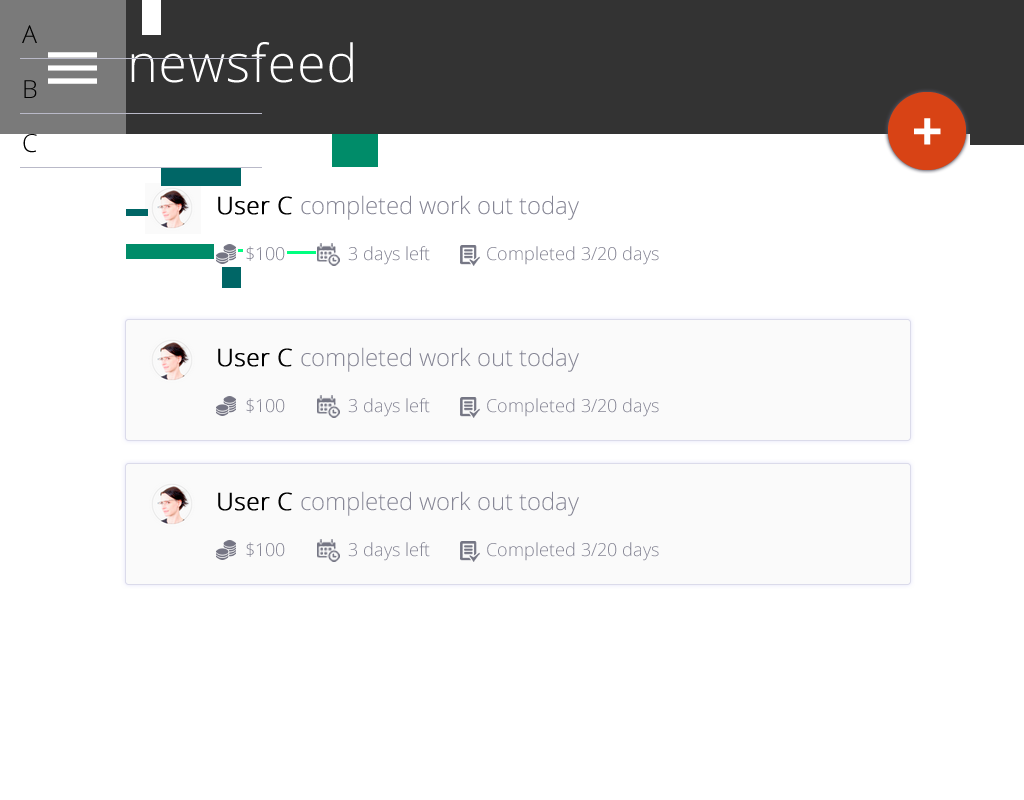 A
newsfeed
B
C
User C completed work out today
$100 3 days left Completed 3/20 days
User C completed work out today
$100 3 days left Completed 3/20 days
User C completed work out today
$100 3 days left Completed 3/20 days